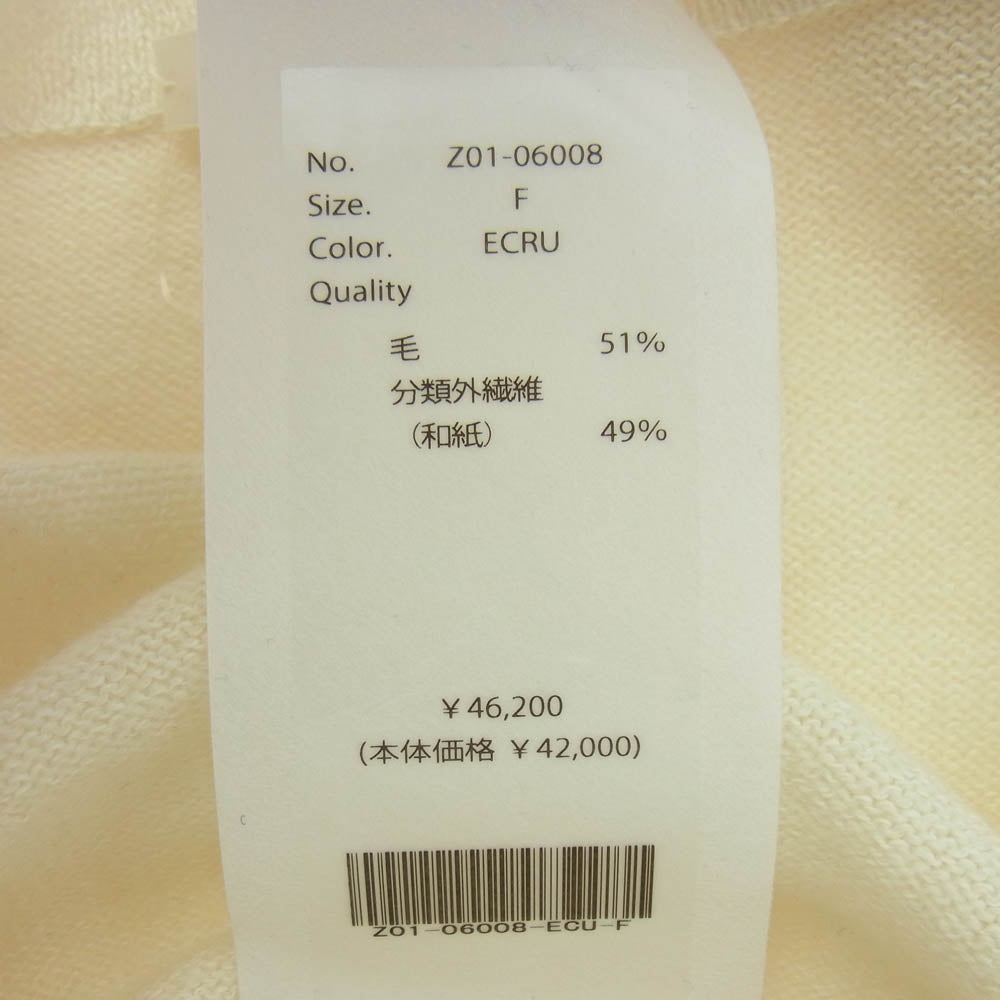 No. Z01-06008
Size. F
Color. ECRU
Quality
毛 51%
分類外繊維
(和紙) 49%
¥46,200
(本体価格 ¥42,000)
Z01-06008-ECU-F